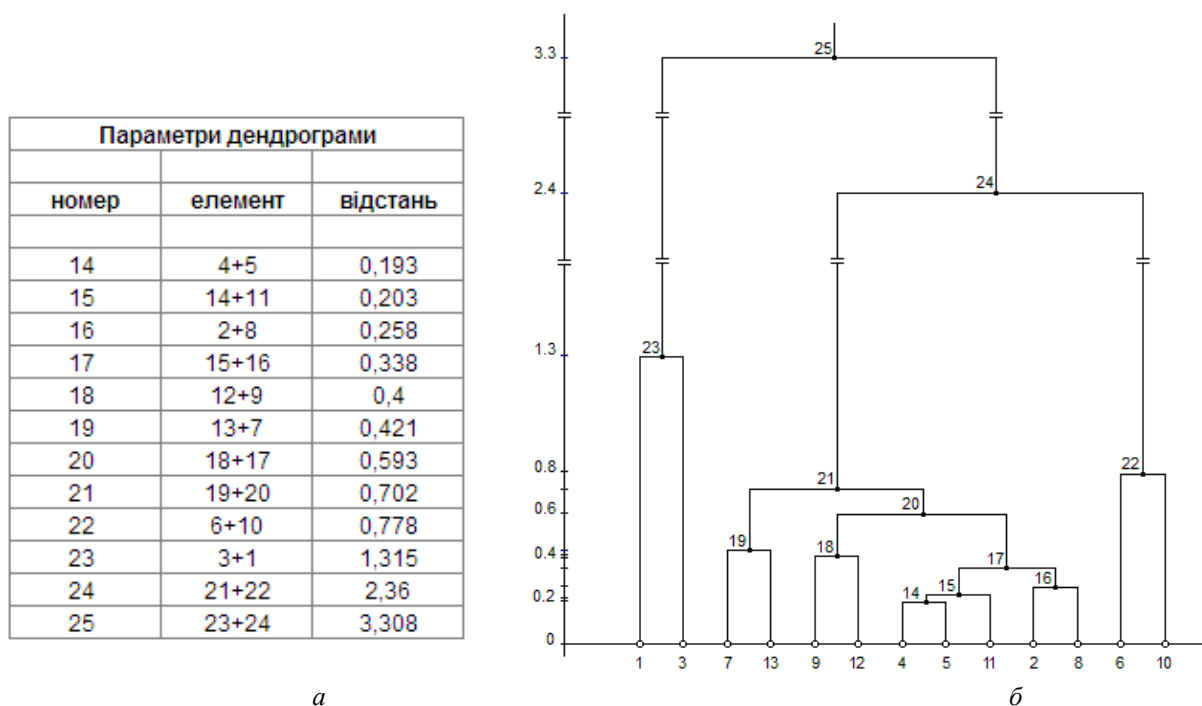 Параметри дендрограми
номер елемент відстань
14 4+5 0,193
15 14+11 0,203
16 2+8 0,258
17 15+16 0,338
18 12+9 0,4
19 13+7 0,421
20 18+17 0,593
21 19+20 0,702
22 6+10 0,778
23 3+1 1,315
24 21+22 2,36
25 23+24 3,308
а
25
3.3
24
2.4
23
1.3
22
0.8
21
20
0.6
19
18
0.4
17
16
15
14
0.2
0
1 3 7 13 9 12 4 5 11 2 8 6 10
б